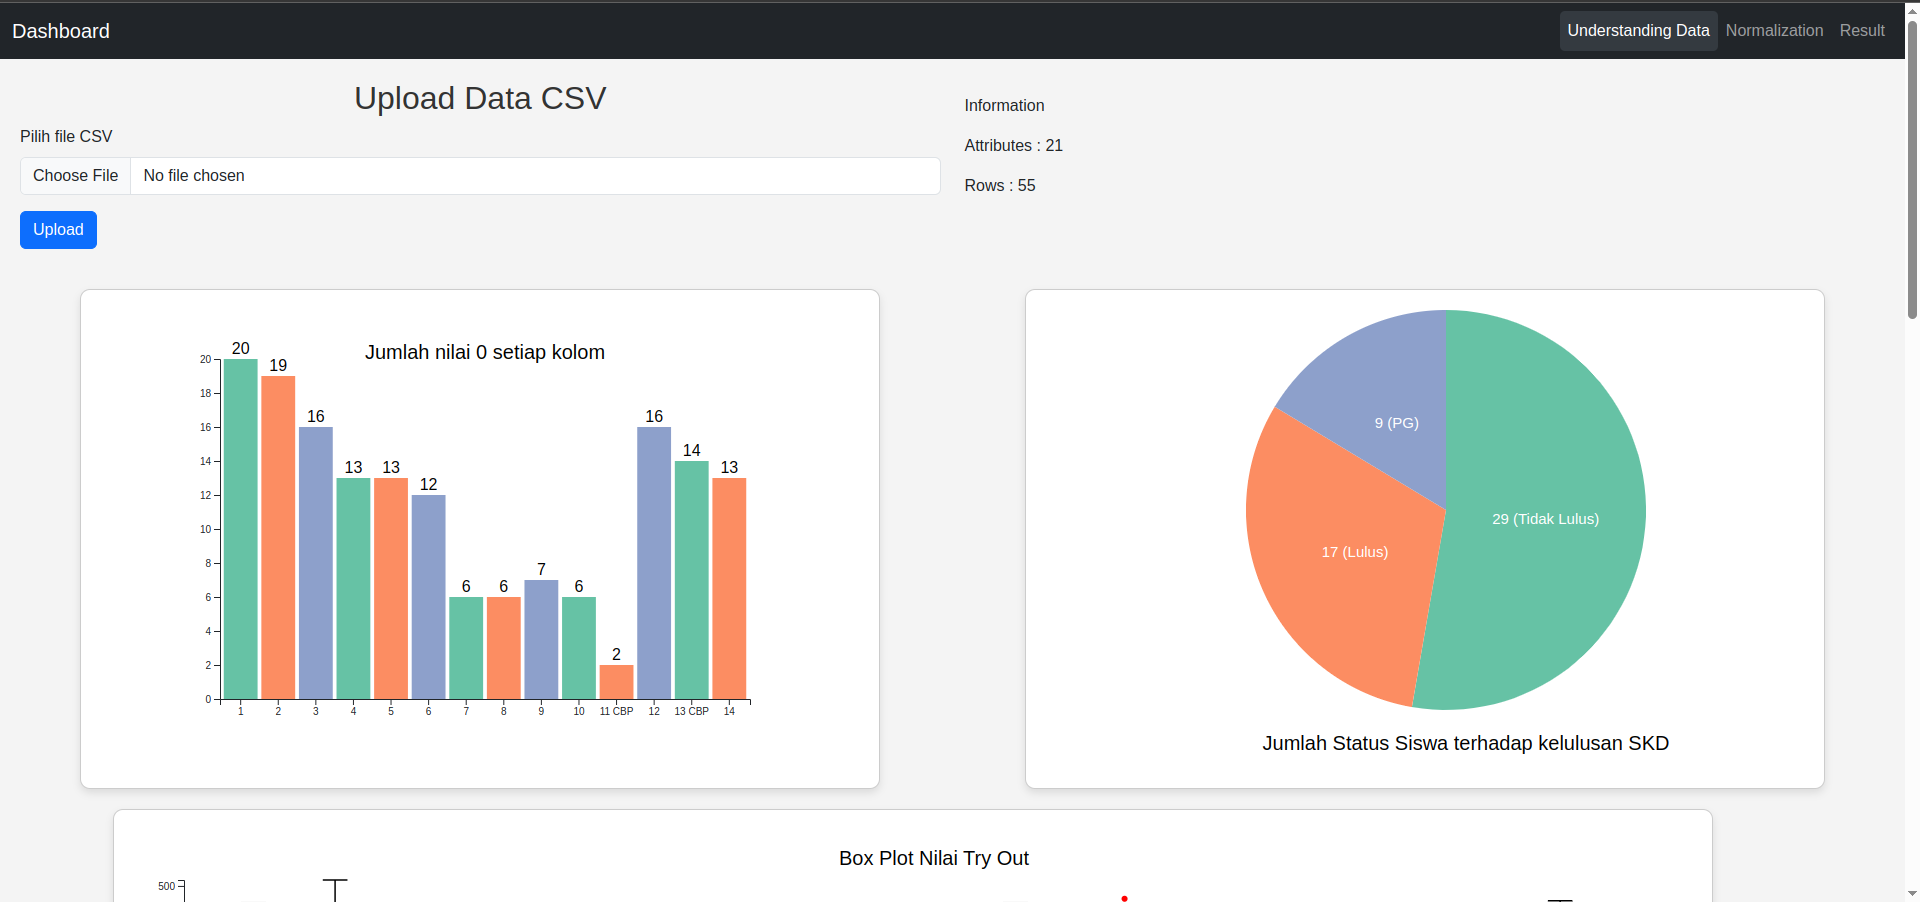 Dashboard
Understanding Data Normalization Result
Upload Data CSV
Pilih file CSV
Choose File No file chosen
Upload
Information
Attributes : 21
Rows : 55
Jumlah nilai 0 setiap kolom
20 19 16 13 13 12 6 6 7 6 2 16 14 13
20
18
16
14
12
10
8
6
4
2
0
1 2 3 4 5 6 7 8 9 10 11 CBP 12 13 CBP 14
9 (PG)
29 (Tidak Lulus)
17 (Lulus)
Jumlah Status Siswa terhadap kelulusan SKD
Box Plot Nilai Try Out
500